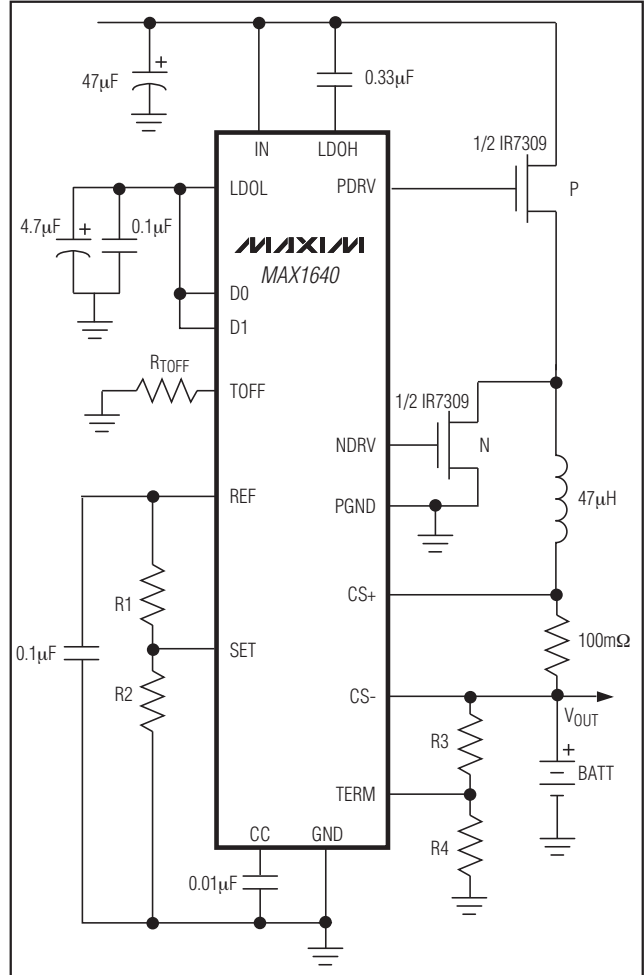 47μF
+
0.33μF
IN
LDOH
1/2 IR7309
LDOL
PDRV
P
4.7μF
+
0.1μF
MAXIM
MAX1640
D0
D1
RTOFF
TOFF
1/2 IR7309
NDRV
N
REF
PGND
47μH
R1
CS+
0.1μF
SET
100mΩ
R2
CS-
VOUT
R3
+
BATT
TERM
R4
CC
GND
0.01μF